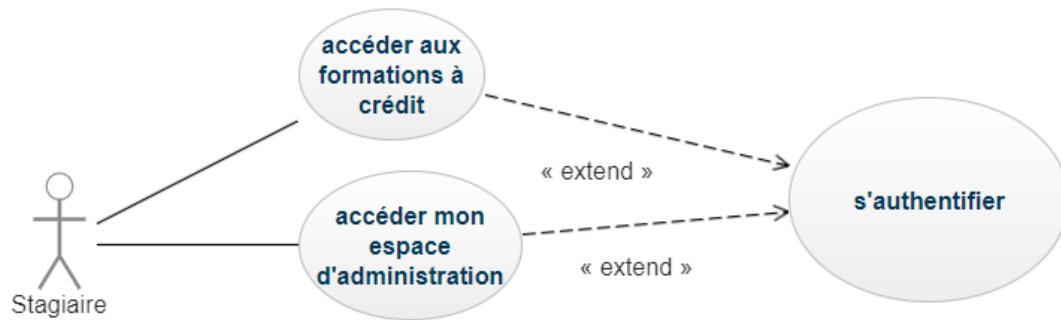 accéder aux
formations à
crédit
« extend »
s'authentifier
accéder mon
espace
d'administration
« extend »
Stagiaire